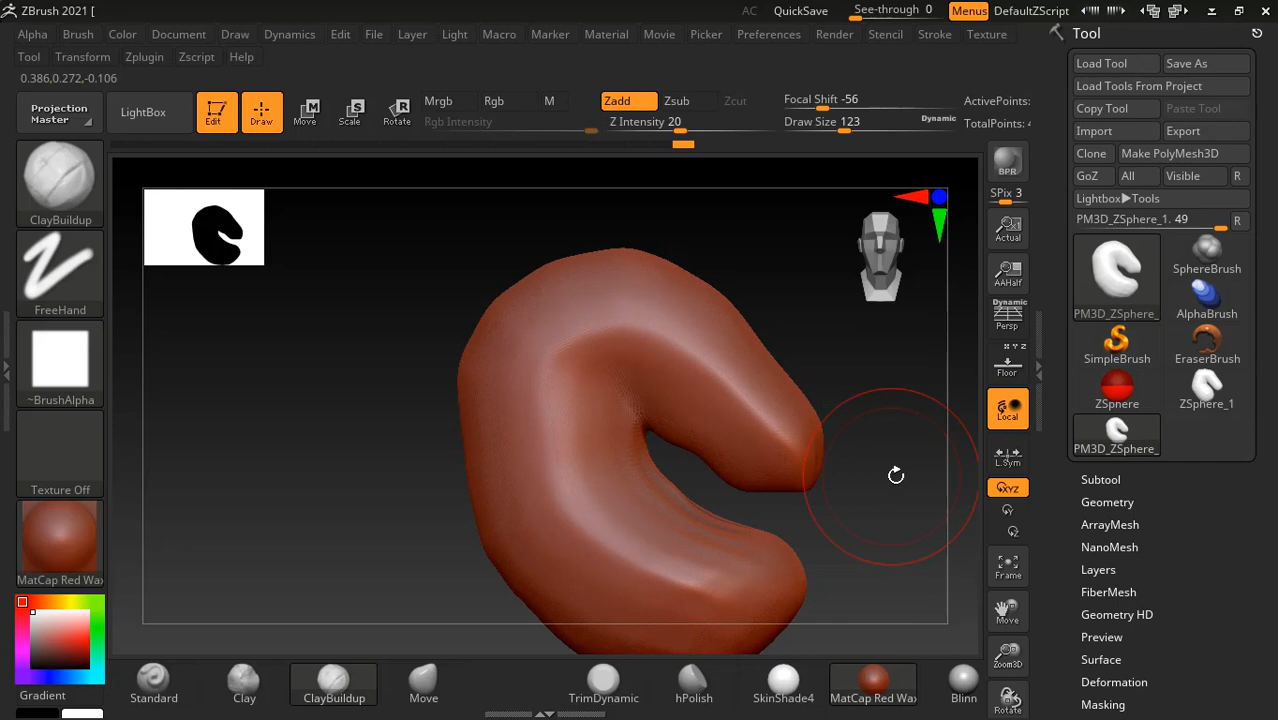 ZBrush 2021
AC QuickSave See-through 0 Menus DefaultZScript
Alpha Brush Color Document Draw Dynamics Edit File Layer Light Macro Marker Material Movie Picker Preferences Render Stencil Stroke Texture
Tool Transform Zplugin Zscript Help
0.386,0.272,-0.106
Projection
Master
LightBox
Edit
Draw
Move
Scale
Rotate
Mrgb Rgb M
Rgb Intensity
Zadd Zsub Zcut
Z Intensity 20
Focal Shift -56
Draw Size 123 Dynamic
ActivePoints:
TotalPoints: 4
ClayBuildup
FreeHand
~BrushAlpha
Texture Off
MatCap Red Wax
Gradient
BPR
SPix 3
Actual
AAHalf
Dynamic
Persp
X Y Z
Floor
Local
L.Sym
XYZ
Y
Z
Frame
Move
Zoom3D
Rotate
Standard
Clay
ClayBuildup
Move
TrimDynamic
hPolish
SkinShade4
MatCap Red Wax
Blinn
Tool
Load Tool Save As
Load Tools From Project
Copy Tool Paste Tool
Import Export
Clone Make PolyMesh3D
GoZ All Visible R
Lightbox▶Tools
PM3D_ZSphere_1. 49 R
PM3D_ZSphere_
SphereBrush
AlphaBrush
SimpleBrush
EraserBrush
ZSphere
ZSphere_1
PM3D_ZSphere_
Subtool
Geometry
ArrayMesh
NanoMesh
Layers
FiberMesh
Geometry HD
Preview
Surface
Deformation
Masking